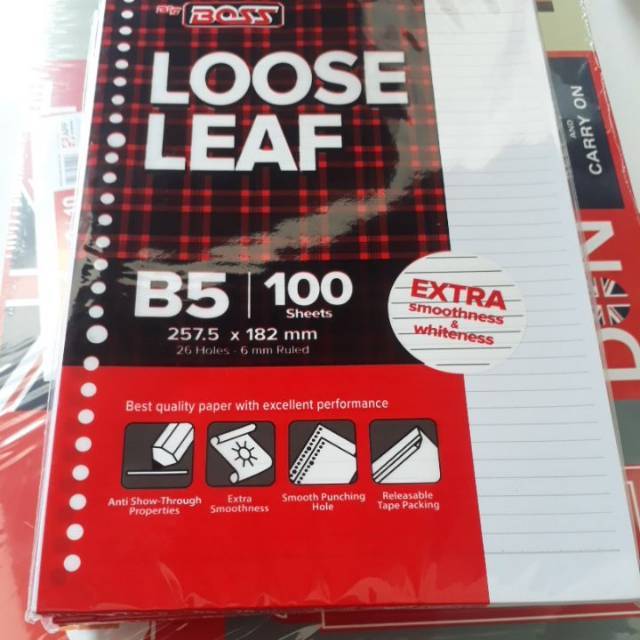 BOSS
LOOSE
LEAF
B5 | 100
Sheets
257.5 x 182 mm
26 Holes - 6 mm Ruled
EXTRA
smoothness
&
whiteness
Best quality paper with excellent performance
Anti Show-Through
Properties
Extra
Smoothness
Smooth Punching
Hole
Releasable
Tape Packing
AND
CARRY ON